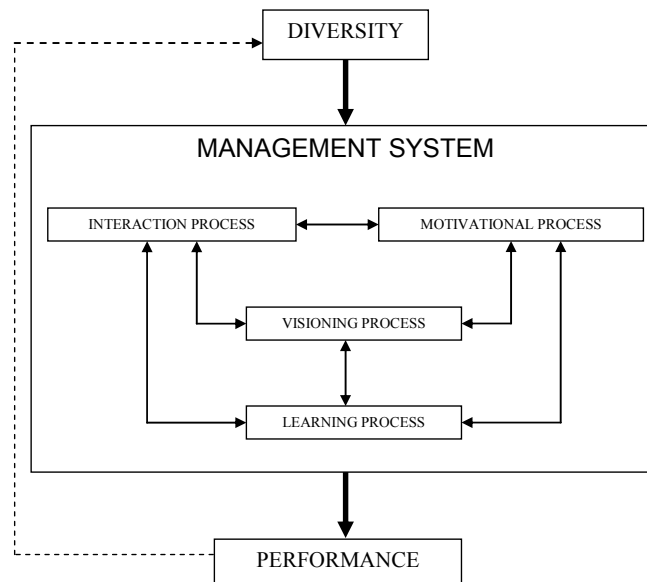 DIVERSITY
MANAGEMENT SYSTEM
INTERACTION PROCESS
MOTIVATIONAL PROCESS
VISIONING PROCESS
LEARNING PROCESS
PERFORMANCE